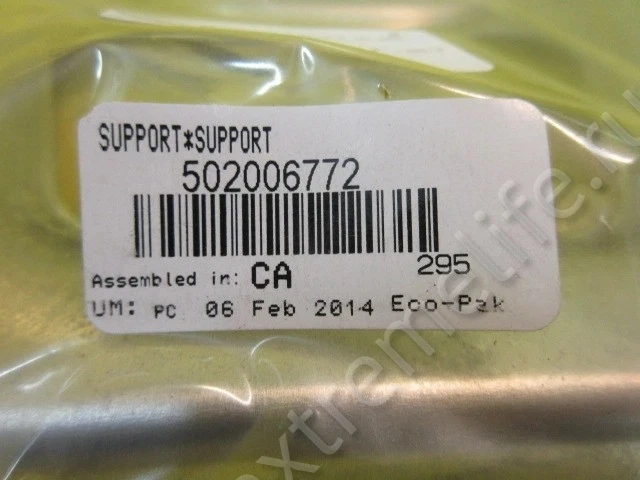 SUPPORT*SUPPORT
502006772
295
Assembled in: CA
UM: PC 06 Feb 2014 Eco-Pak
extremelife.ru